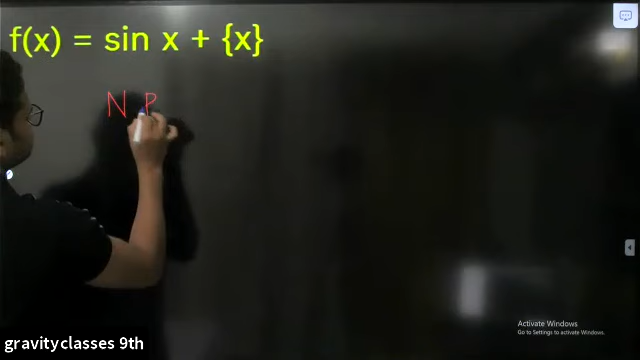 f(x) = sin x + {x}
N P
Activate Windows
Go to Settings to activate Windows.
gravityclasses 9th